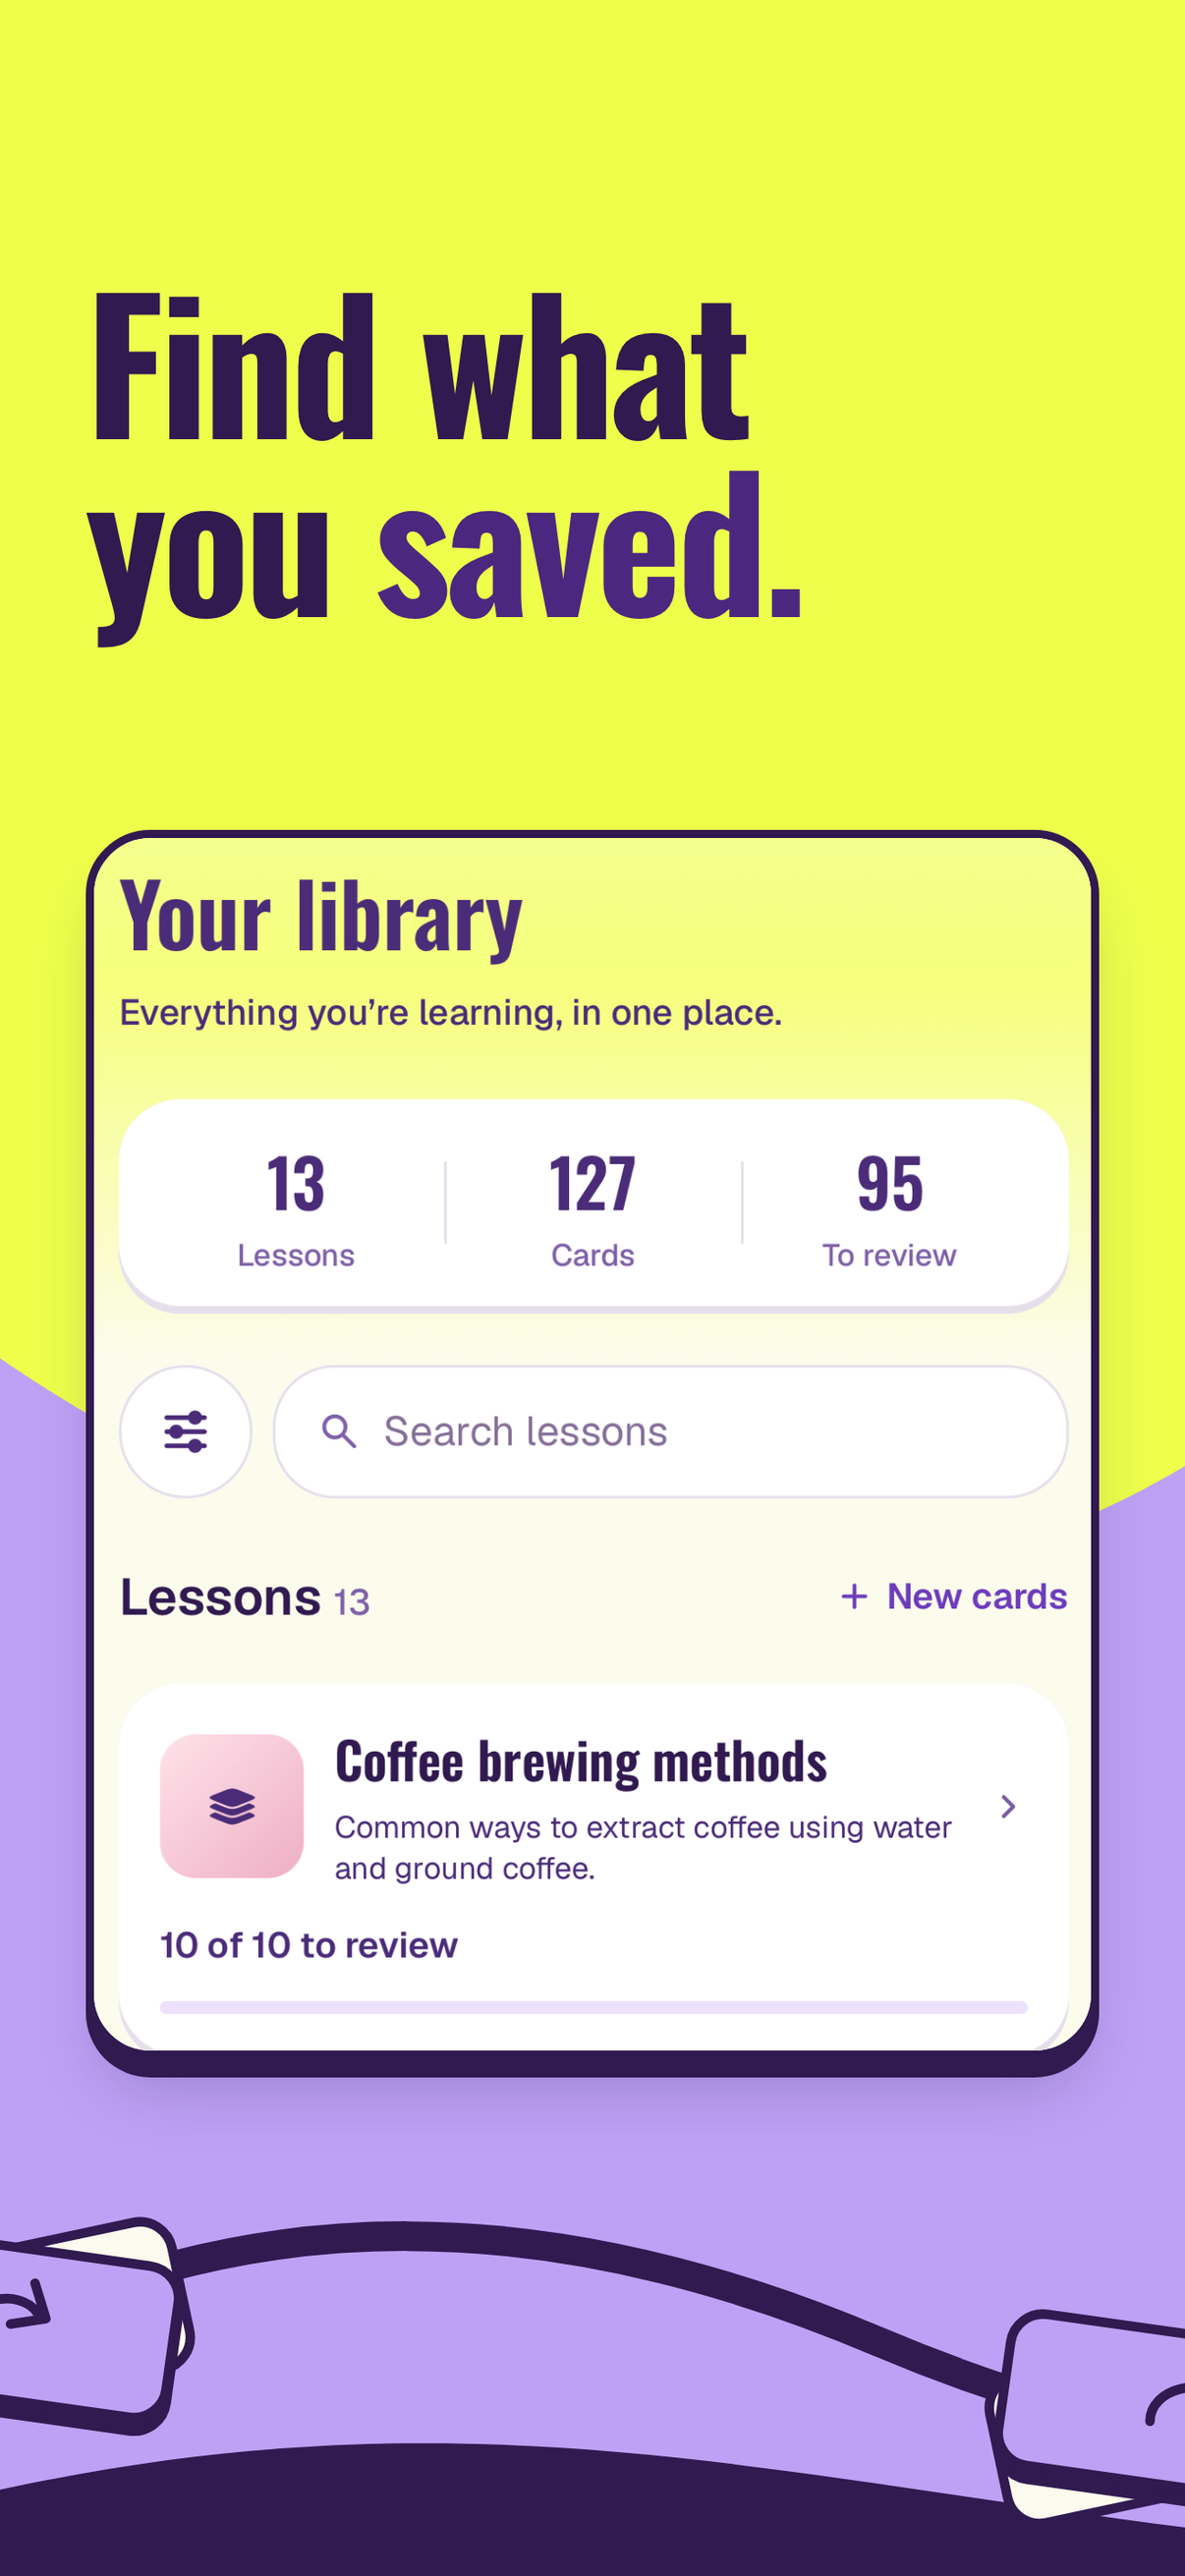 Find what
you saved.
Your library
Everything you’re learning, in one place.
13 127 95
Lessons Cards To review
Search lessons
Lessons 13 + New cards
Coffee brewing methods
Common ways to extract coffee using water
and ground coffee.
10 of 10 to review